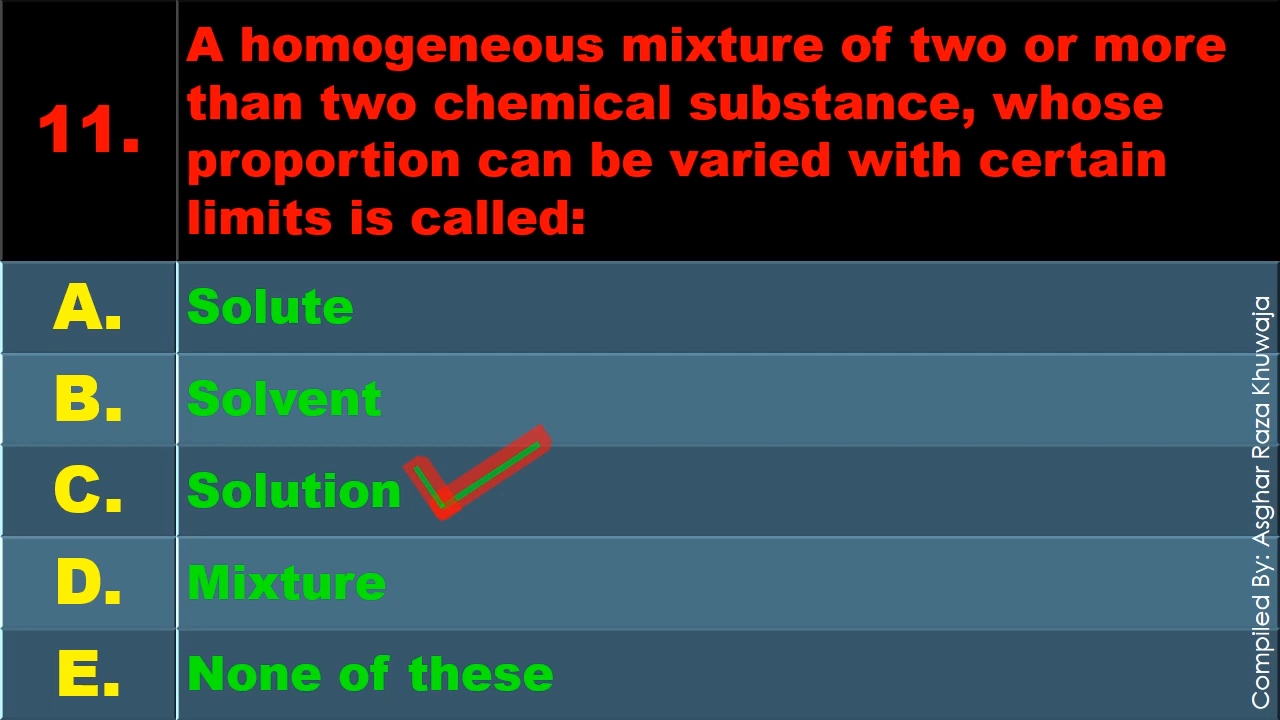 11.
A homogeneous mixture of two or more
than two chemical substance, whose
proportion can be varied with certain
limits is called:
A. Solute
B. Solvent
C. Solution
D. Mixture
E. None of these
Compiled By: Asghar Raza Khuwaja